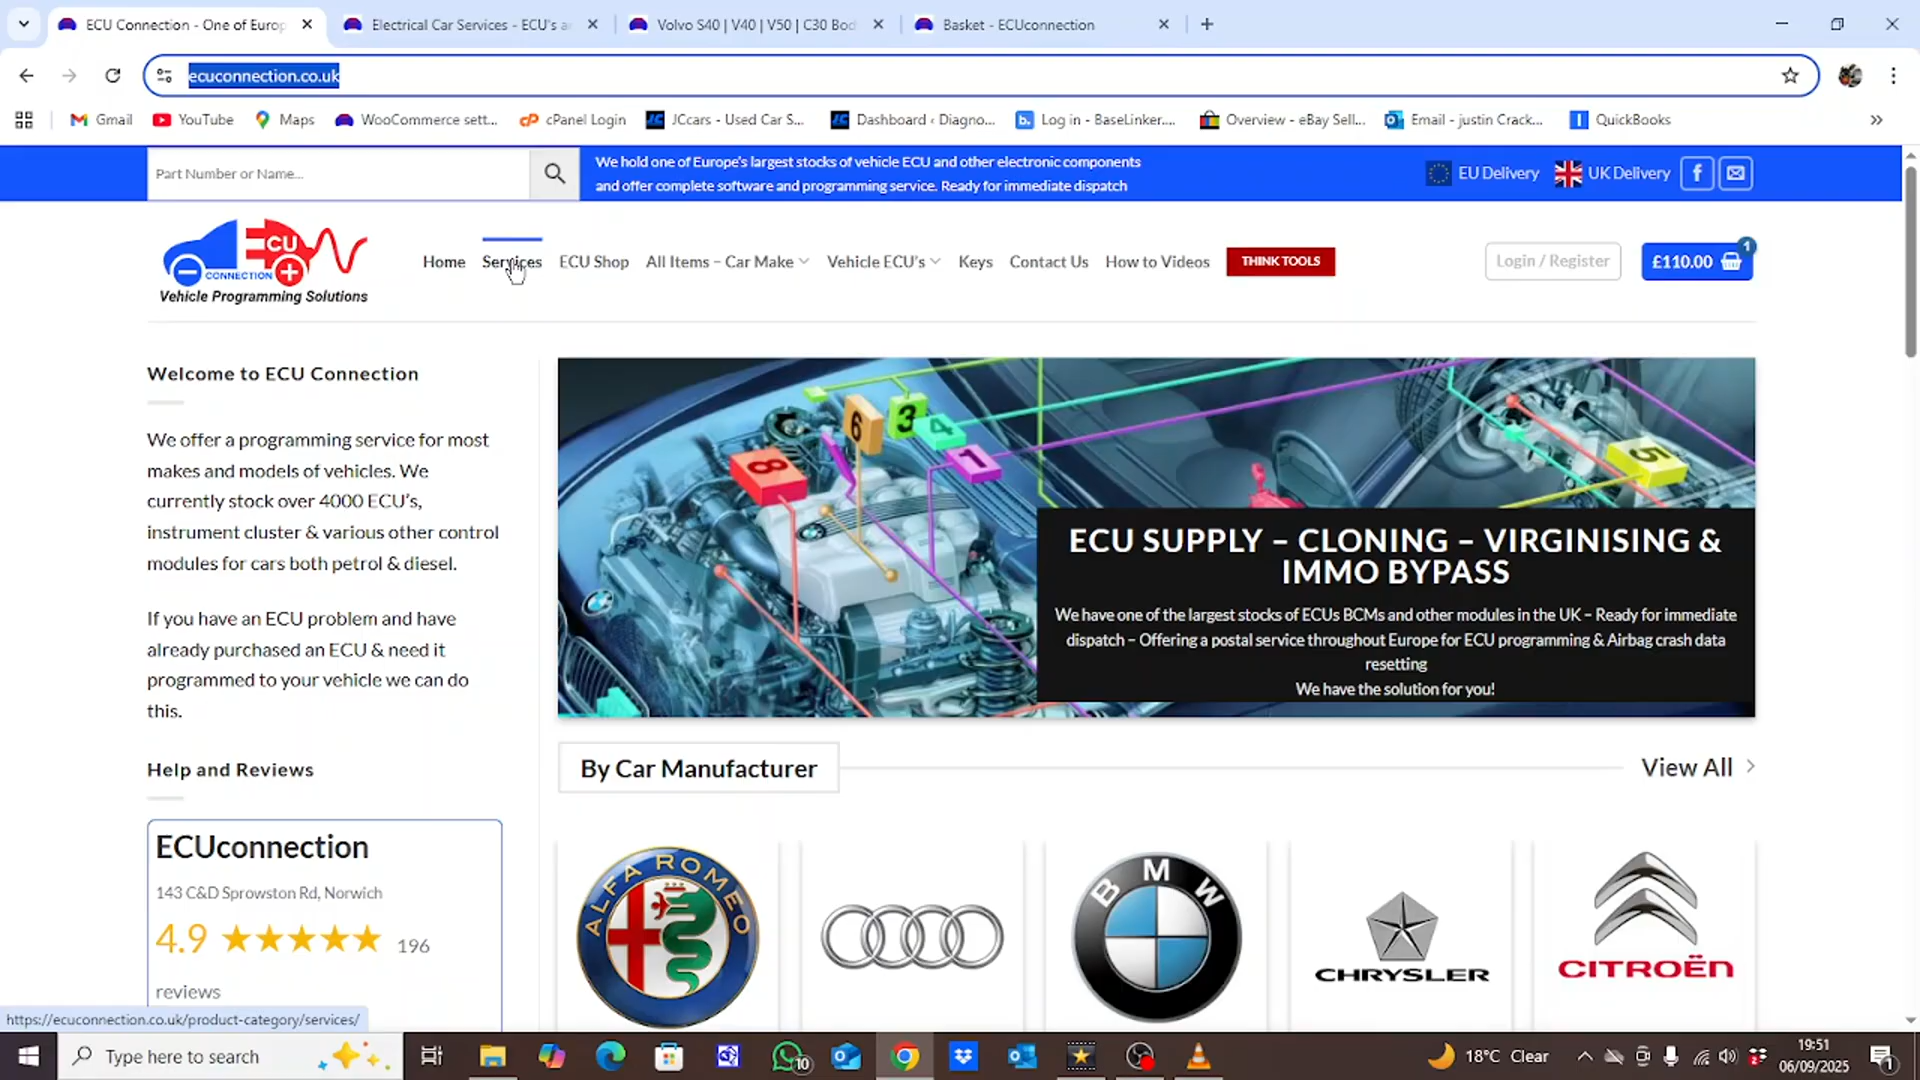 ECU Connection - One of Europ
Electrical Car Services - ECU's a
Volvo S40 | V40 | V50 | C30 Bod
Basket - ECUconnection
ecuconnection.co.uk
Gmail
YouTube
Maps
WooCommerce sett...
cPanel Login
JCcars - Used Car S...
Dashboard ‹ Diagno...
Log in - BaseLinker....
Overview - eBay Sell...
Email - justin Crack...
QuickBooks
Part Number or Name...
We hold one of Europe's largest stocks of vehicle ECU and other electronic components
and offer complete software and programming service. Ready for immediate dispatch
EU Delivery
UK Delivery
ECU
CONNECTION
Vehicle Programming Solutions
Home
Services
ECU Shop
All Items – Car Make
Vehicle ECU's
Keys
Contact Us
How to Videos
THINK TOOLS
Login / Register
£110.00
1
Welcome to ECU Connection
We offer a programming service for most
makes and models of vehicles. We
currently stock over 4000 ECU's,
instrument cluster & various other control
modules for cars both petrol & diesel.
If you have an ECU problem and have
already purchased an ECU & need it
programmed to your vehicle we can do
this.
Help and Reviews
ECUconnection
143 C&D Sprowston Rd, Norwich
4.9
196
reviews
8
6
3
4
1
5
ECU SUPPLY – CLONING – VIRGINISING &
IMMO BYPASS
We have one of the largest stocks of ECUs BCMs and other modules in the UK – Ready for immediate
dispatch – Offering a postal service throughout Europe for ECU programming & Airbag crash data
resetting
We have the solution for you!
By Car Manufacturer
View All
ALFA ROMEO
BMW
CHRYSLER
CITROËN
https://ecuconnection.co.uk/product-category/services/
Type here to search
10
18°C Clear
19:51
06/09/2025
1